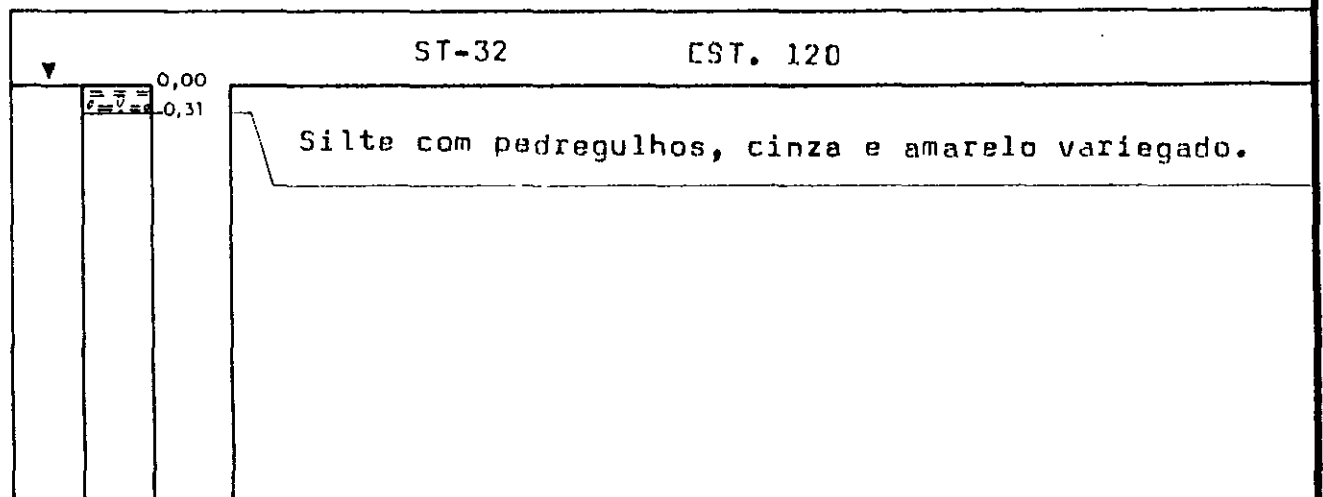 ST-32 EST. 120
0,00
0,31
Silte com pedregulhos, cinza e amarelo variegado.